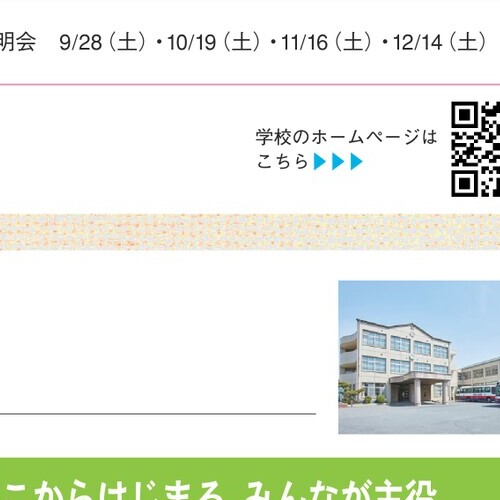 明会 9/28（土）・10/19（土）・11/16（土）・12/14（土）
学校のホームページは
こちら▶▶▶
こからはじまる みんなが主役